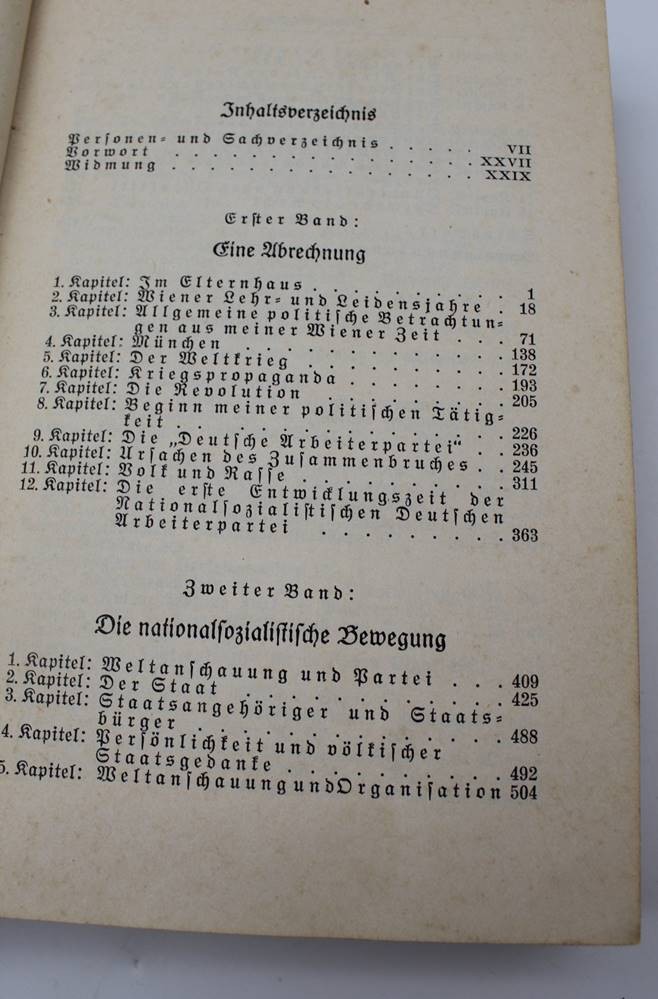 Inhaltsverzeichnis
Personen- und Sachverzeichnis . . . . . VII
Vorwort . . . . . . . . . . . . . . . XXVII
Widmung . . . . . . . . . . . . . . . XXIX
Erster Band:
Eine Abrechnung
1. Kapitel: Im Elternhaus . . . . . . . . . 1
2. Kapitel: Wiener Lehr- und Leidensjahre . 18
3. Kapitel: Allgemeine politische Betrachtun-
gen aus meiner Wiener Zeit . . . 71
4. Kapitel: München . . . . . . . . . . . . 138
5. Kapitel: Der Weltkrieg . . . . . . . . . 172
6. Kapitel: Kriegspropaganda . . . . . . . . 193
7. Kapitel: Die Revolution . . . . . . . . . 205
8. Kapitel: Beginn meiner politischen Tätig-
keit . . . . . . . . . . . . . . 226
9. Kapitel: Die „Deutsche Arbeiterpartei“ . . 236
10. Kapitel: Ursachen des Zusammenbruches . . 245
11. Kapitel: Volk und Rasse . . . . . . . . . 311
12. Kapitel: Die erste Entwicklungszeit der
Nationalsozialistischen Deutschen
Arbeiterpartei . . . . . . . . . 363
Zweiter Band:
Die nationalsozialistische Bewegung
1. Kapitel: Weltanschauung und Partei . . . 409
2. Kapitel: Der Staat . . . . . . . . . . . 425
3. Kapitel: Staatsangehöriger und Staats-
bürger . . . . . . . . . . . . . 488
4. Kapitel: Persönlichkeit und völkischer
Staatsgedanke . . . . . . . . . . 492
5. Kapitel: Weltanschauung und Organisation 504